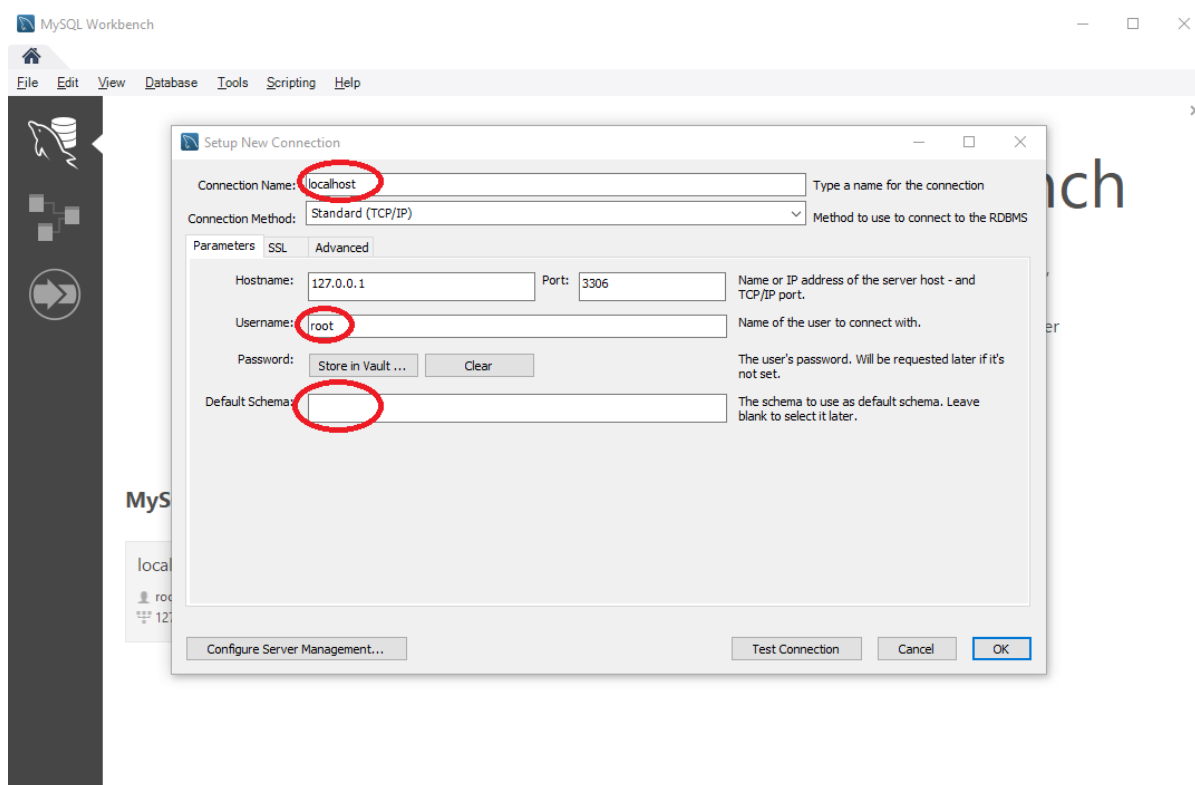 MySQL Workbench
File Edit View Database Tools Scripting Help
Setup New Connection
ch
Connection Name: localhost Type a name for the connection
Connection Method: Standard (TCP/IP) Method to use to connect to the RDBMS
Parameters SSL Advanced
Hostname: 127.0.0.1 Port: 3306 Name or IP address of the server host - and
TCP/IP port.
Username: root Name of the user to connect with.
er
Password: Store in Vault ... Clear The user's password. Will be requested later if it's
not set.
Default Schema: The schema to use as default schema. Leave
blank to select it later.
MyS
local
roo
127
Configure Server Management... Test Connection Cancel OK